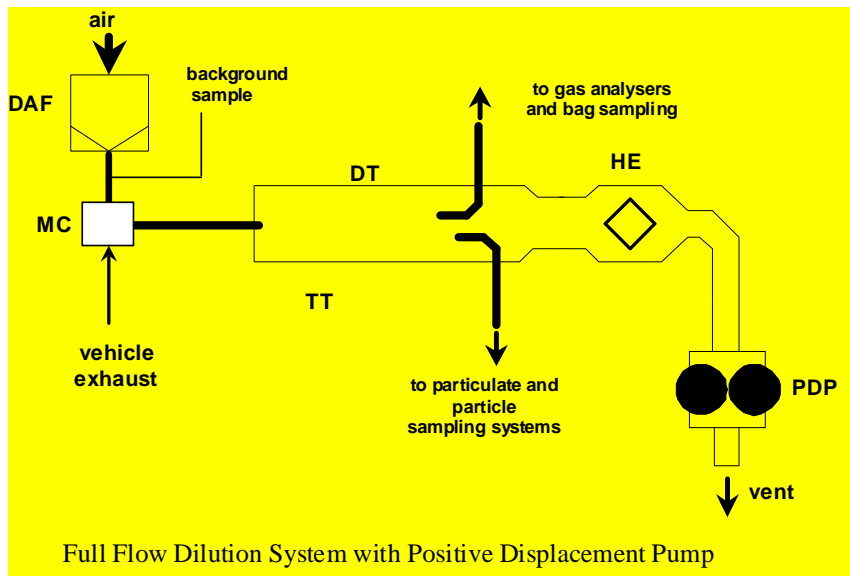 air
background
sample
DAF
to gas analysers
and bag sampling
HE
DT
MC
TT
vehicle
exhaust
to particulate and
particle
sampling systems
PDP
vent
Full Flow Dilution System with Positive Displacement Pump